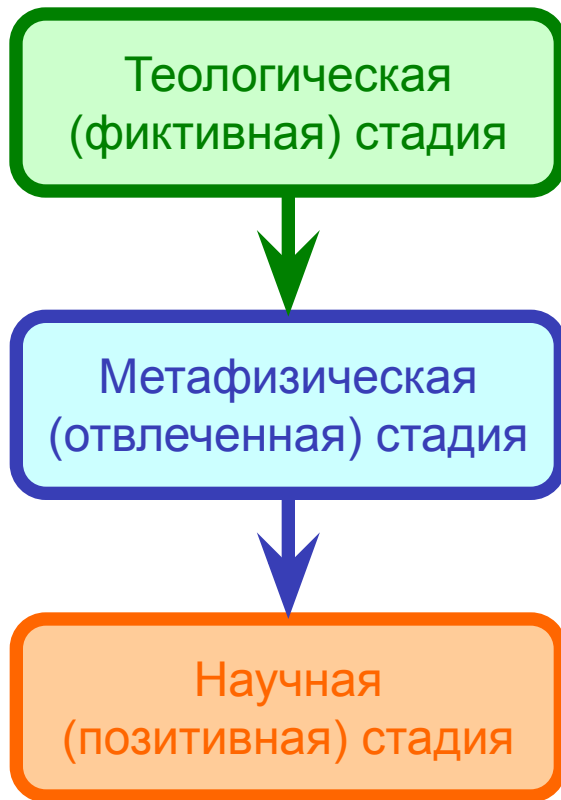 Теологическая
(фиктивная) стадия
Метафизическая
(отвлеченная) стадия
Научная
(позитивная) стадия